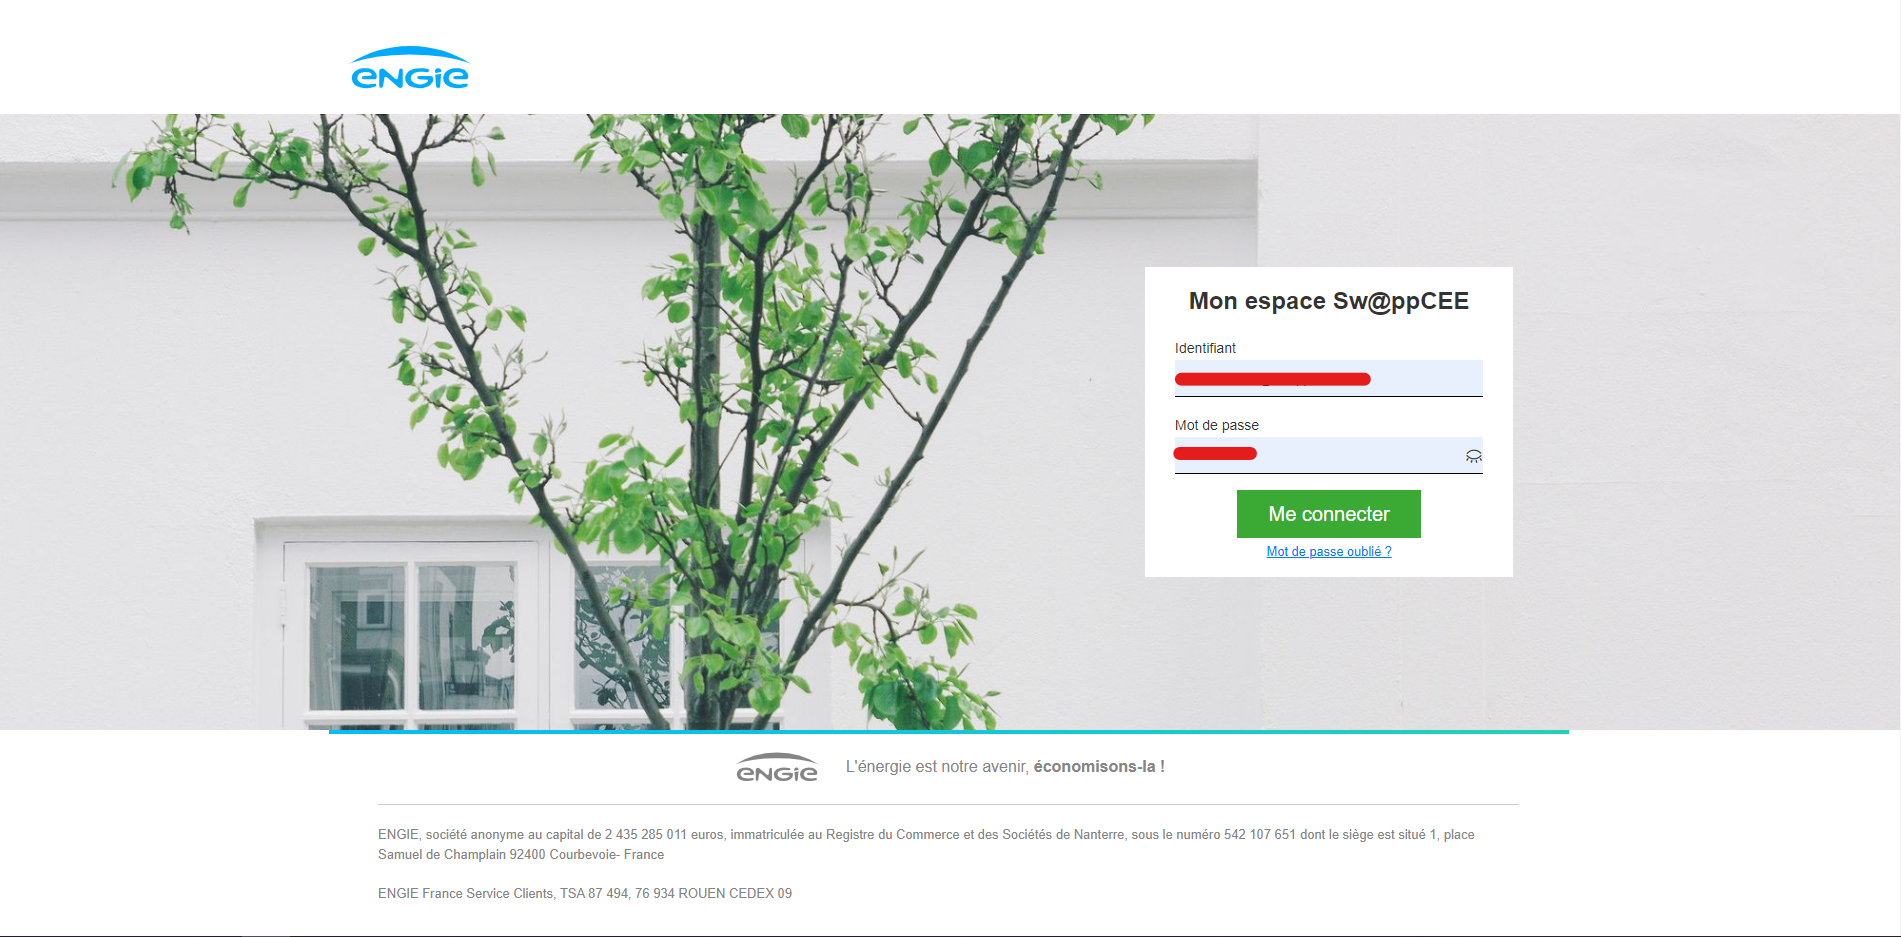 ENGIE
Mon espace Sw@ppCEE
Identifiant
Mot de passe
Me connecter
Mot de passe oublié ?
ENGIE
L'énergie est notre avenir, économisons-la !
ENGIE, société anonyme au capital de 2 435 285 011 euros, immatriculée au Registre du Commerce et des Sociétés de Nanterre, sous le numéro 542 107 651 dont le siège est situé 1, place
Samuel de Champlain 92400 Courbevoie- France
ENGIE France Service Clients, TSA 87 494, 76 934 ROUEN CEDEX 09